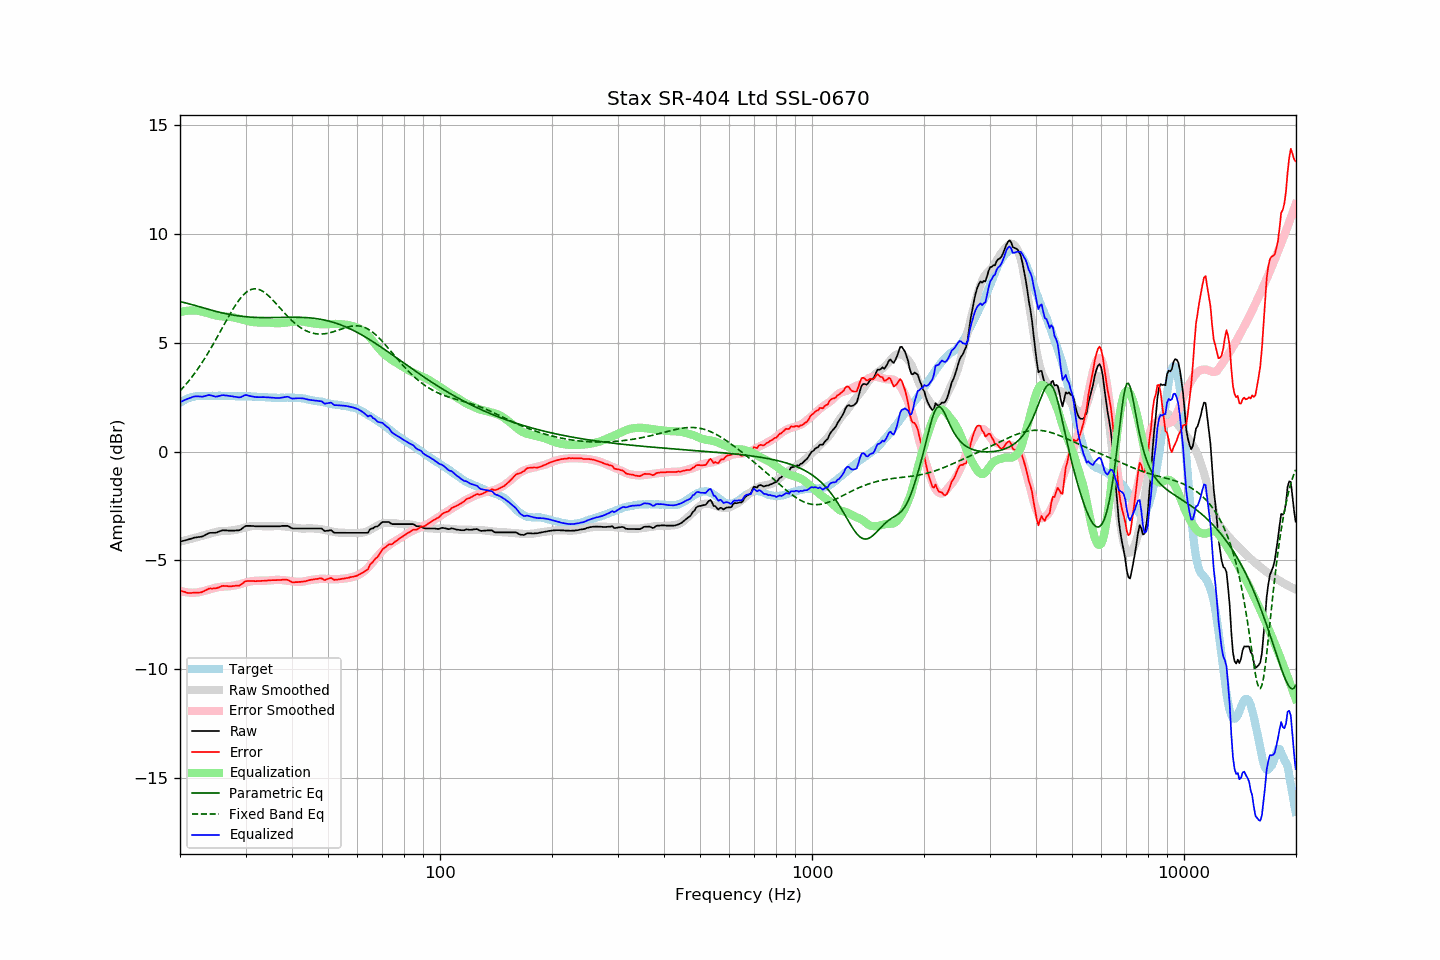 Stax SR-404 Ltd SSL-0670
15
10
5
0
−5
−10
−15
Amplitude (dBr)
Target
Raw Smoothed
Error Smoothed
Raw
Error
Equalization
Parametric Eq
Fixed Band Eq
Equalized
100 1000 10000
Frequency (Hz)